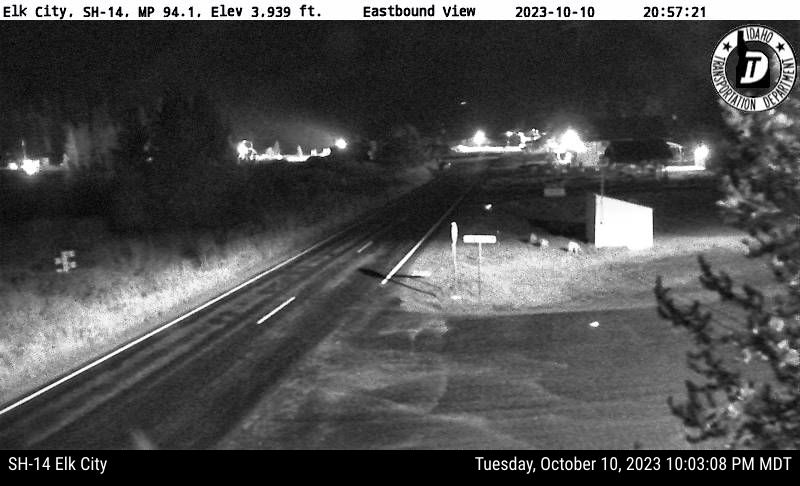 Elk City, SH-14, MP 94.1, Elev 3,939 ft. Eastbound View 2023-10-10 20:57:21
IDAHO TRANSPORTATION DEPARTMENT
SH-14 Elk City Tuesday, October 10, 2023 10:03:08 PM MDT